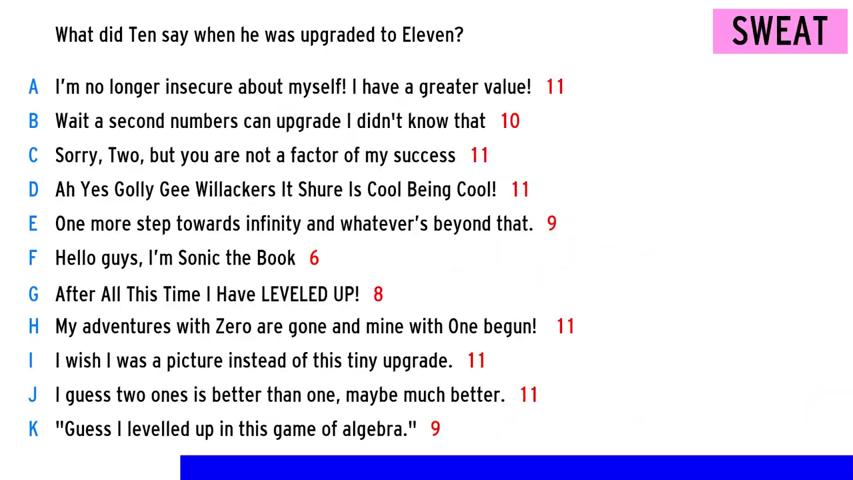 What did Ten say when he was upgraded to Eleven?
SWEAT
A I'm no longer insecure about myself! I have a greater value! 11
B Wait a second numbers can upgrade I didn't know that 10
C Sorry, Two, but you are not a factor of my success 11
D Ah Yes Golly Gee Willackers It Shure Is Cool Being Cool! 11
E One more step towards infinity and whatever's beyond that. 9
F Hello guys, I'm Sonic the Book 6
G After All This Time I Have LEVELED UP! 8
H My adventures with Zero are gone and mine with One begun! 11
I I wish I was a picture instead of this tiny upgrade. 11
J I guess two ones is better than one, maybe much better. 11
K "Guess I levelled up in this game of algebra." 9